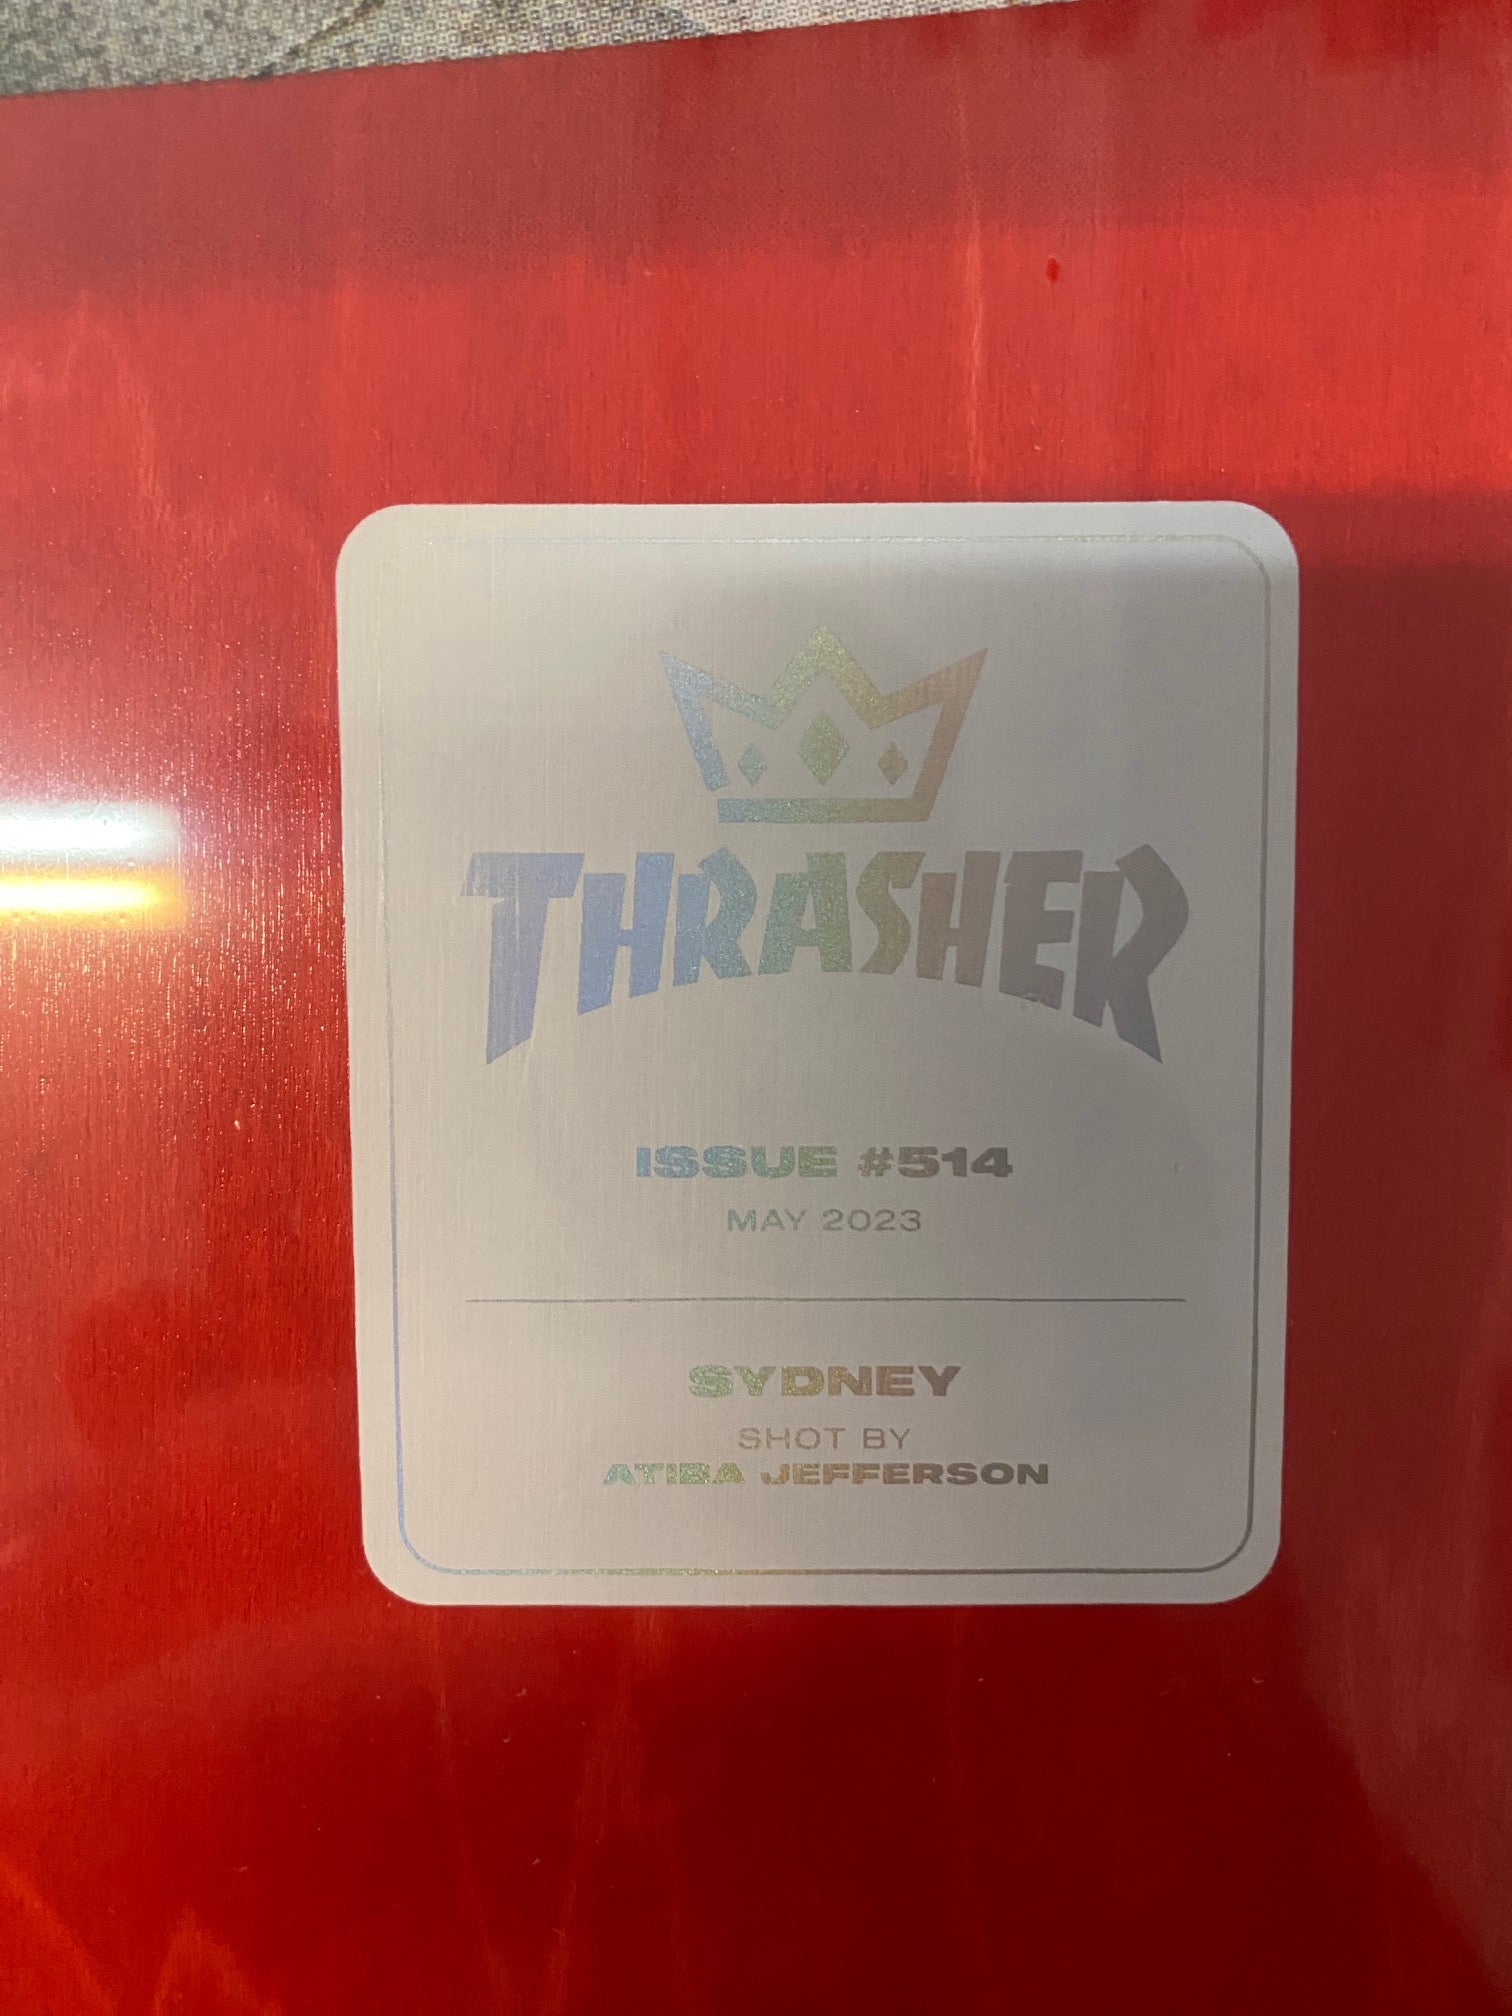 THRASHER
ISSUE #514
MAY 2023
SYDNEY
SHOT BY
ATIBA JEFFERSON